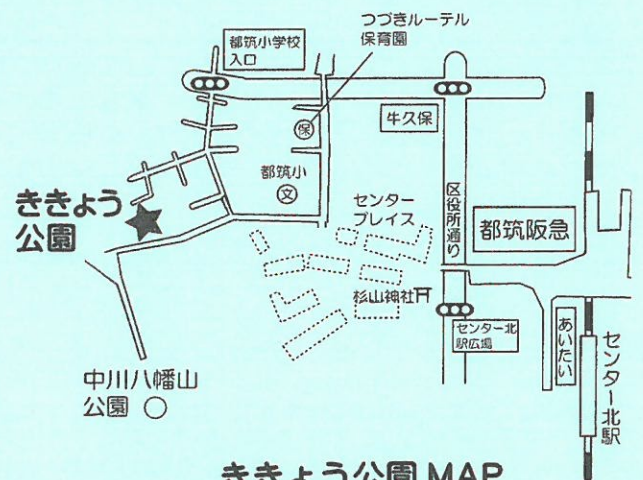 つづきルーテル
保育園
都筑小学校
入口
保
牛久保
都筑小
文
ききょう
公園
センター
プレイス
区役所通り
都筑阪急
杉山神社
センター北
駅広場
あいたい
センター北駅
中川八幡山
公園
ききょう公園 MAP